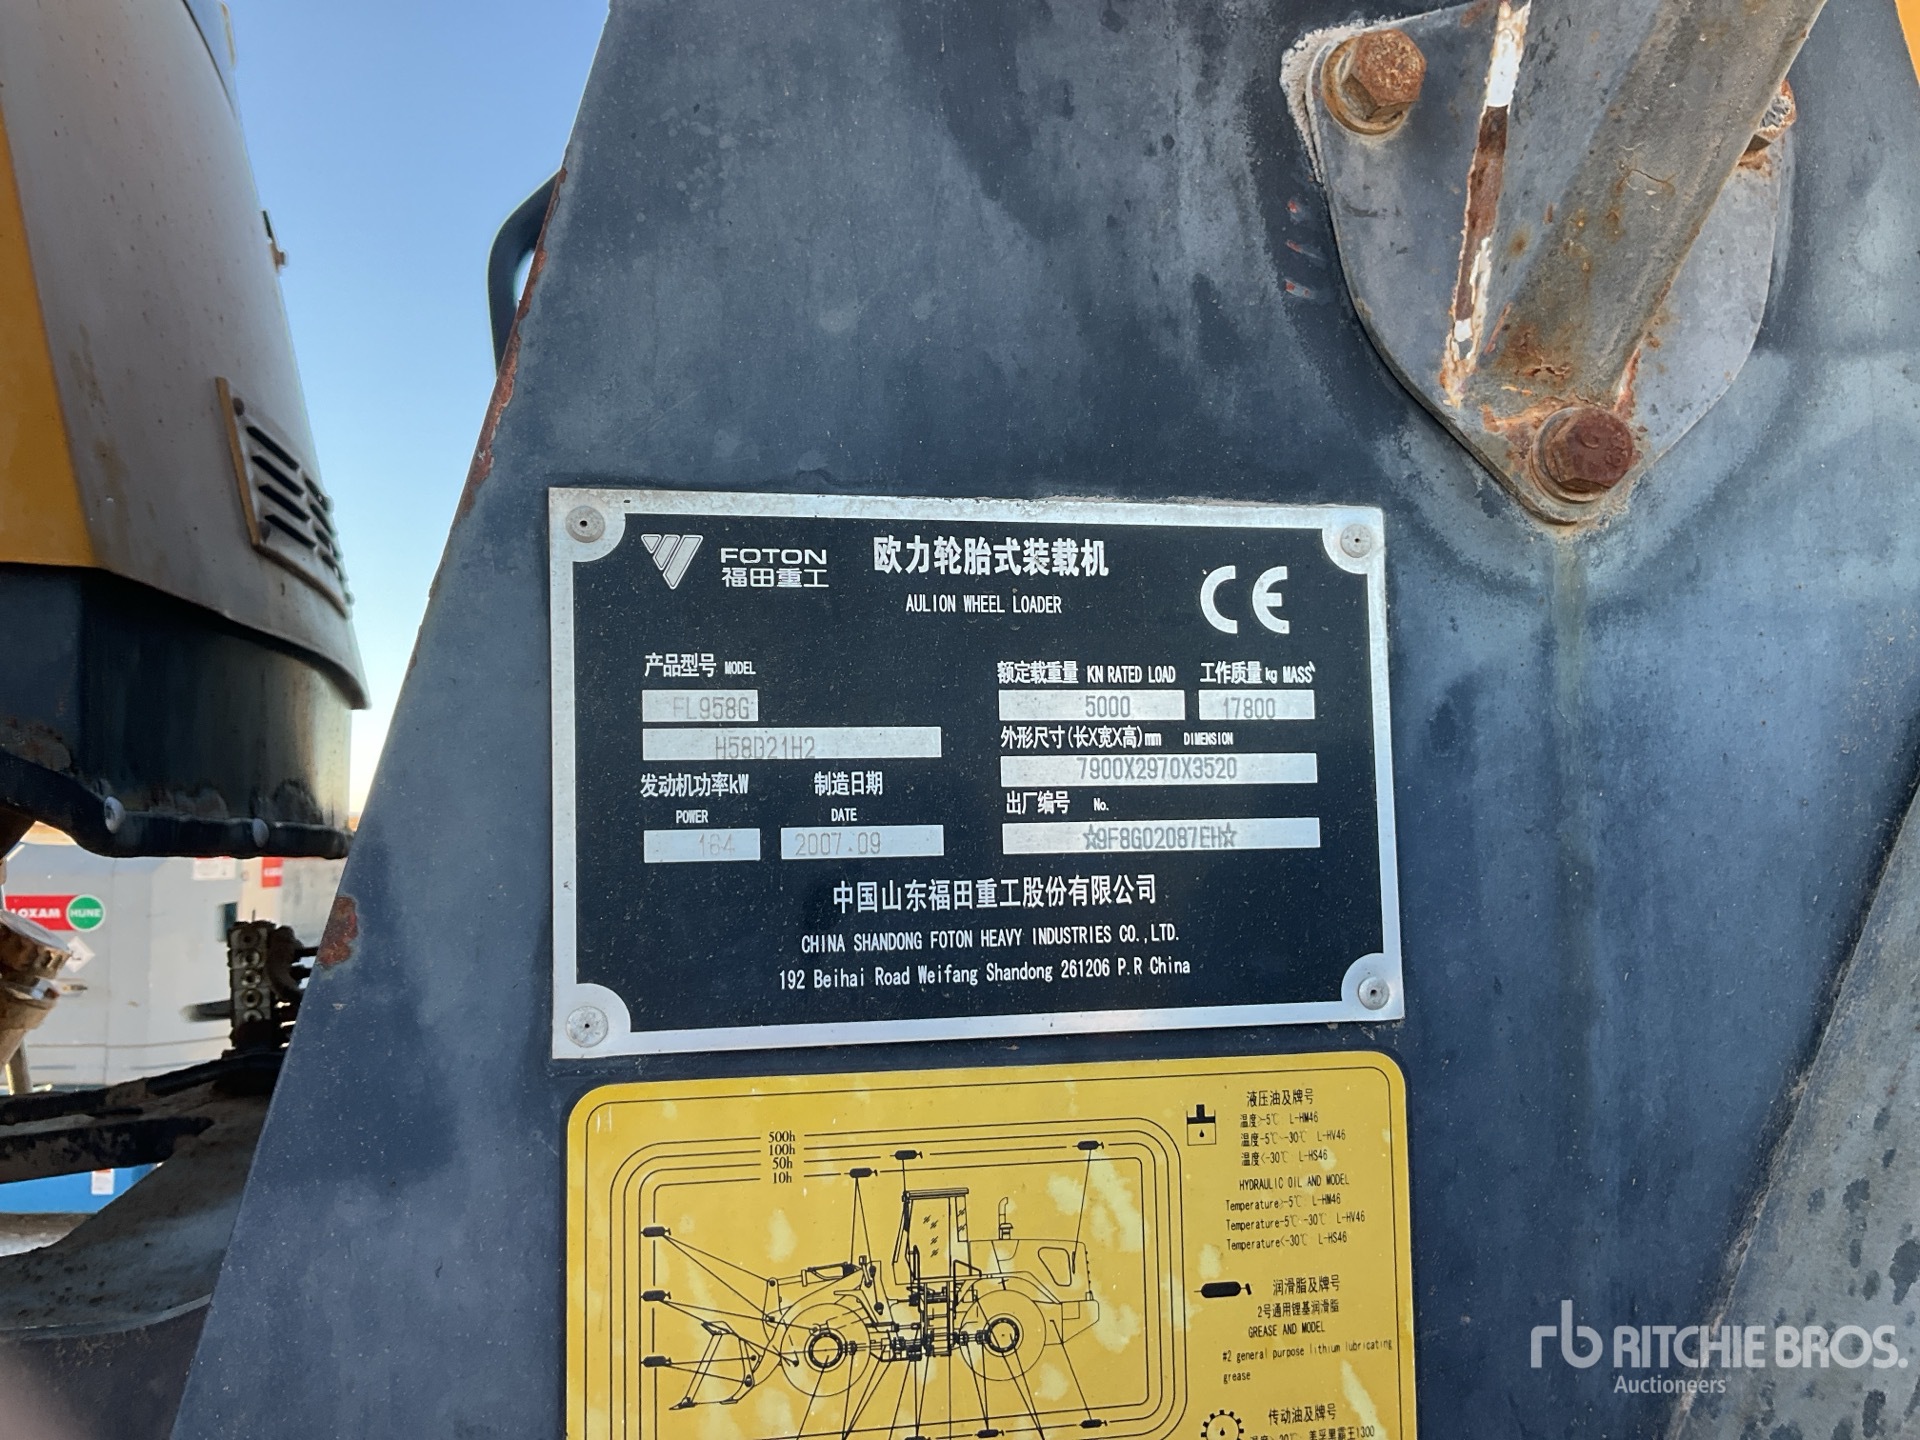 FOTON
福田重工
欧力轮胎式装载机
AULION WHEEL LOADER
CE
产品型号 MODEL
FL958G
H58D21H2
额定载重量 KN RATED LOAD
5000
工作质量 kg MASS
17800
外形尺寸(长X宽X高)mm DIMENSION
7900X2970X3520
发动机功率kW
POWER
164
制造日期
DATE
2007.09
出厂编号 No.
☆9F8G02087EH☆
中国山东福田重工股份有限公司
CHINA SHANDONG FOTON HEAVY INDUSTRIES CO.,LTD.
192 Beihai Road Weifang Shandong 261206 P.R China
500h
100h
50h
10h
液压油及牌号
温度>-5℃ L-HM46
温度-5℃~-30℃ L-HV46
温度<-30℃ L-HS46
HYDRAULIC OIL AND MODEL
Temperature>-5℃ L-HM46
Temperature-5℃~-30℃ L-HV46
Temperature<-30℃ L-HS46
润滑脂及牌号
2号通用锂基润滑脂
GREASE AND MODEL
#2 general purpose lithium lubricating
grease
传动油及牌号
LOXAM
HUNE
rb RITCHIE BROS.
Auctioneers